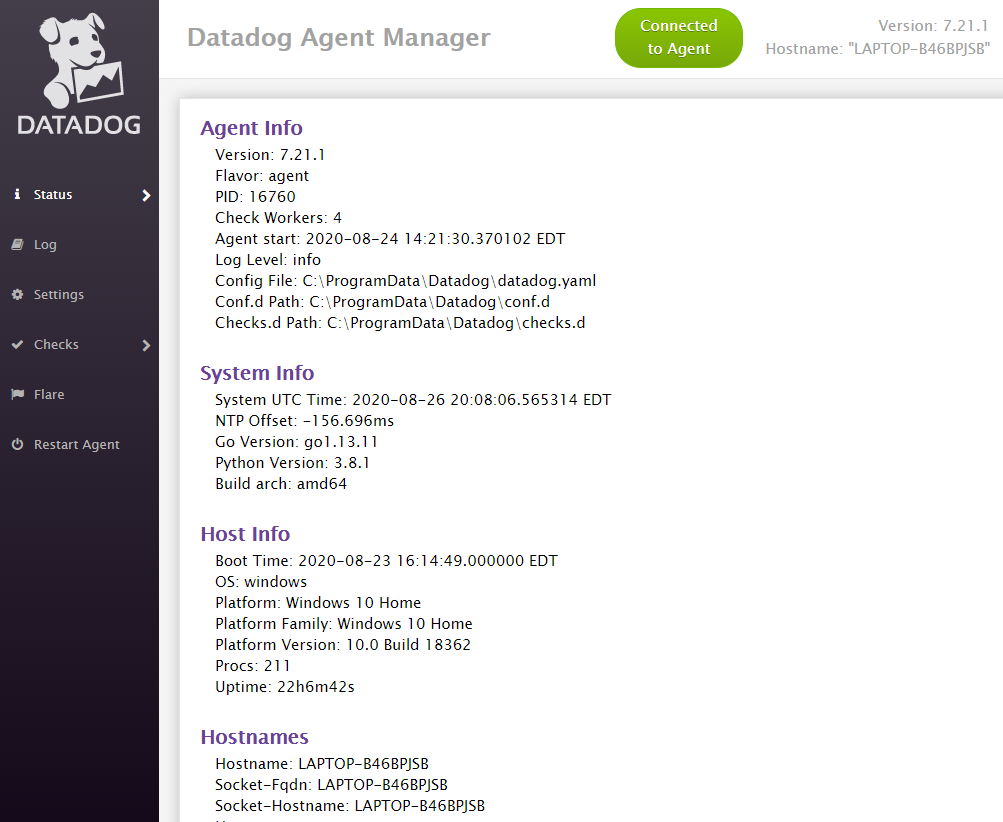 DATADOG
Status
Log
Settings
Checks
Flare
Restart Agent
Datadog Agent Manager
Connected
to Agent
Version: 7.21.1
Hostname: "LAPTOP-B46BPJSB"
Agent Info
Version: 7.21.1
Flavor: agent
PID: 16760
Check Workers: 4
Agent start: 2020-08-24 14:21:30.370102 EDT
Log Level: info
Config File: C:\ProgramData\Datadog\datadog.yaml
Conf.d Path: C:\ProgramData\Datadog\conf.d
Checks.d Path: C:\ProgramData\Datadog\checks.d
System Info
System UTC Time: 2020-08-26 20:08:06.565314 EDT
NTP Offset: -156.696ms
Go Version: go1.13.11
Python Version: 3.8.1
Build arch: amd64
Host Info
Boot Time: 2020-08-23 16:14:49.000000 EDT
OS: windows
Platform: Windows 10 Home
Platform Family: Windows 10 Home
Platform Version: 10.0 Build 18362
Procs: 211
Uptime: 22h6m42s
Hostnames
Hostname: LAPTOP-B46BPJSB
Socket-Fqdn: LAPTOP-B46BPJSB
Socket-Hostname: LAPTOP-B46BPJSB